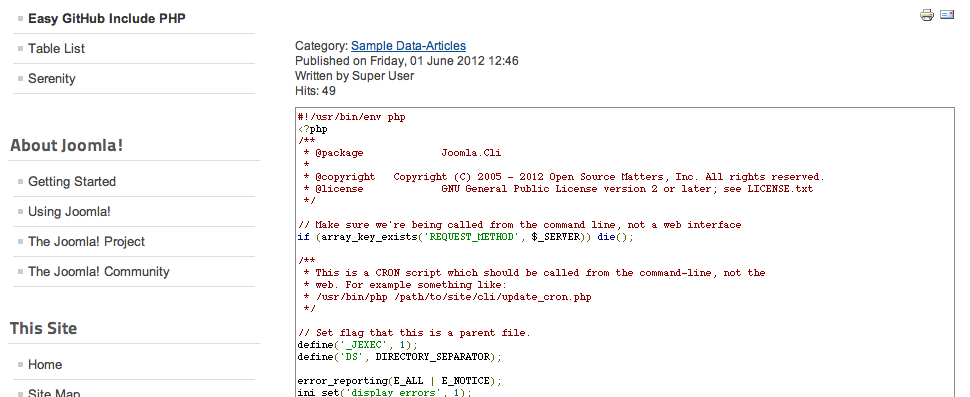 Easy GitHub Include PHP
Table List
Serenity
About Joomla!
Getting Started
Using Joomla!
The Joomla! Project
The Joomla! Community
This Site
Home
Site Map
Category: Sample Data-Articles
Published on Friday, 01 June 2012 12:46
Written by Super User
Hits: 49
#!/usr/bin/env php
<?php
/**
 * @package Joomla.Cli
 *
 * @copyright Copyright (C) 2005 - 2012 Open Source Matters, Inc. All rights reserved.
 * @license GNU General Public License version 2 or later; see LICENSE.txt
 */
// Make sure we're being called from the command line, not a web interface
if (array_key_exists('REQUEST_METHOD', $_SERVER)) die();
/**
 * This is a CRON script which should be called from the command-line, not the
 * web. For example something like:
 * /usr/bin/php /path/to/site/cli/update_cron.php
 */
// Set flag that this is a parent file.
define('_JEXEC', 1);
define('DS', DIRECTORY_SEPARATOR);
error_reporting(E_ALL | E_NOTICE);
ini_set('display_errors', 1);